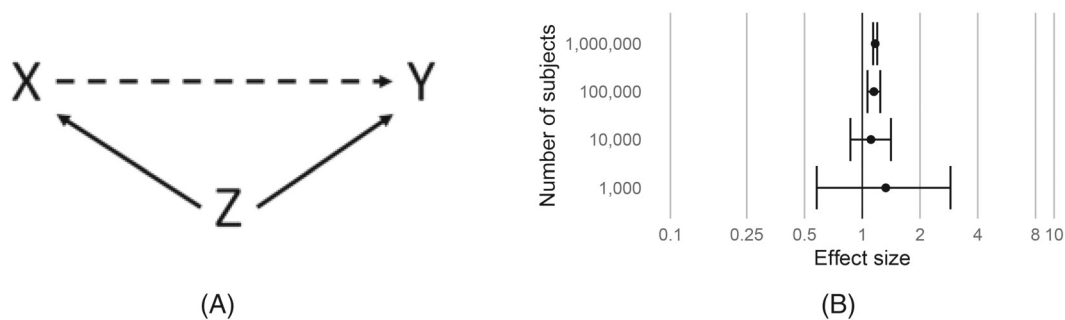 X
Y
Z
(A)
Number of subjects
1,000,000
100,000
10,000
1,000
0.1 0.25 0.5 1 2 4 8 10
Effect size
(B)